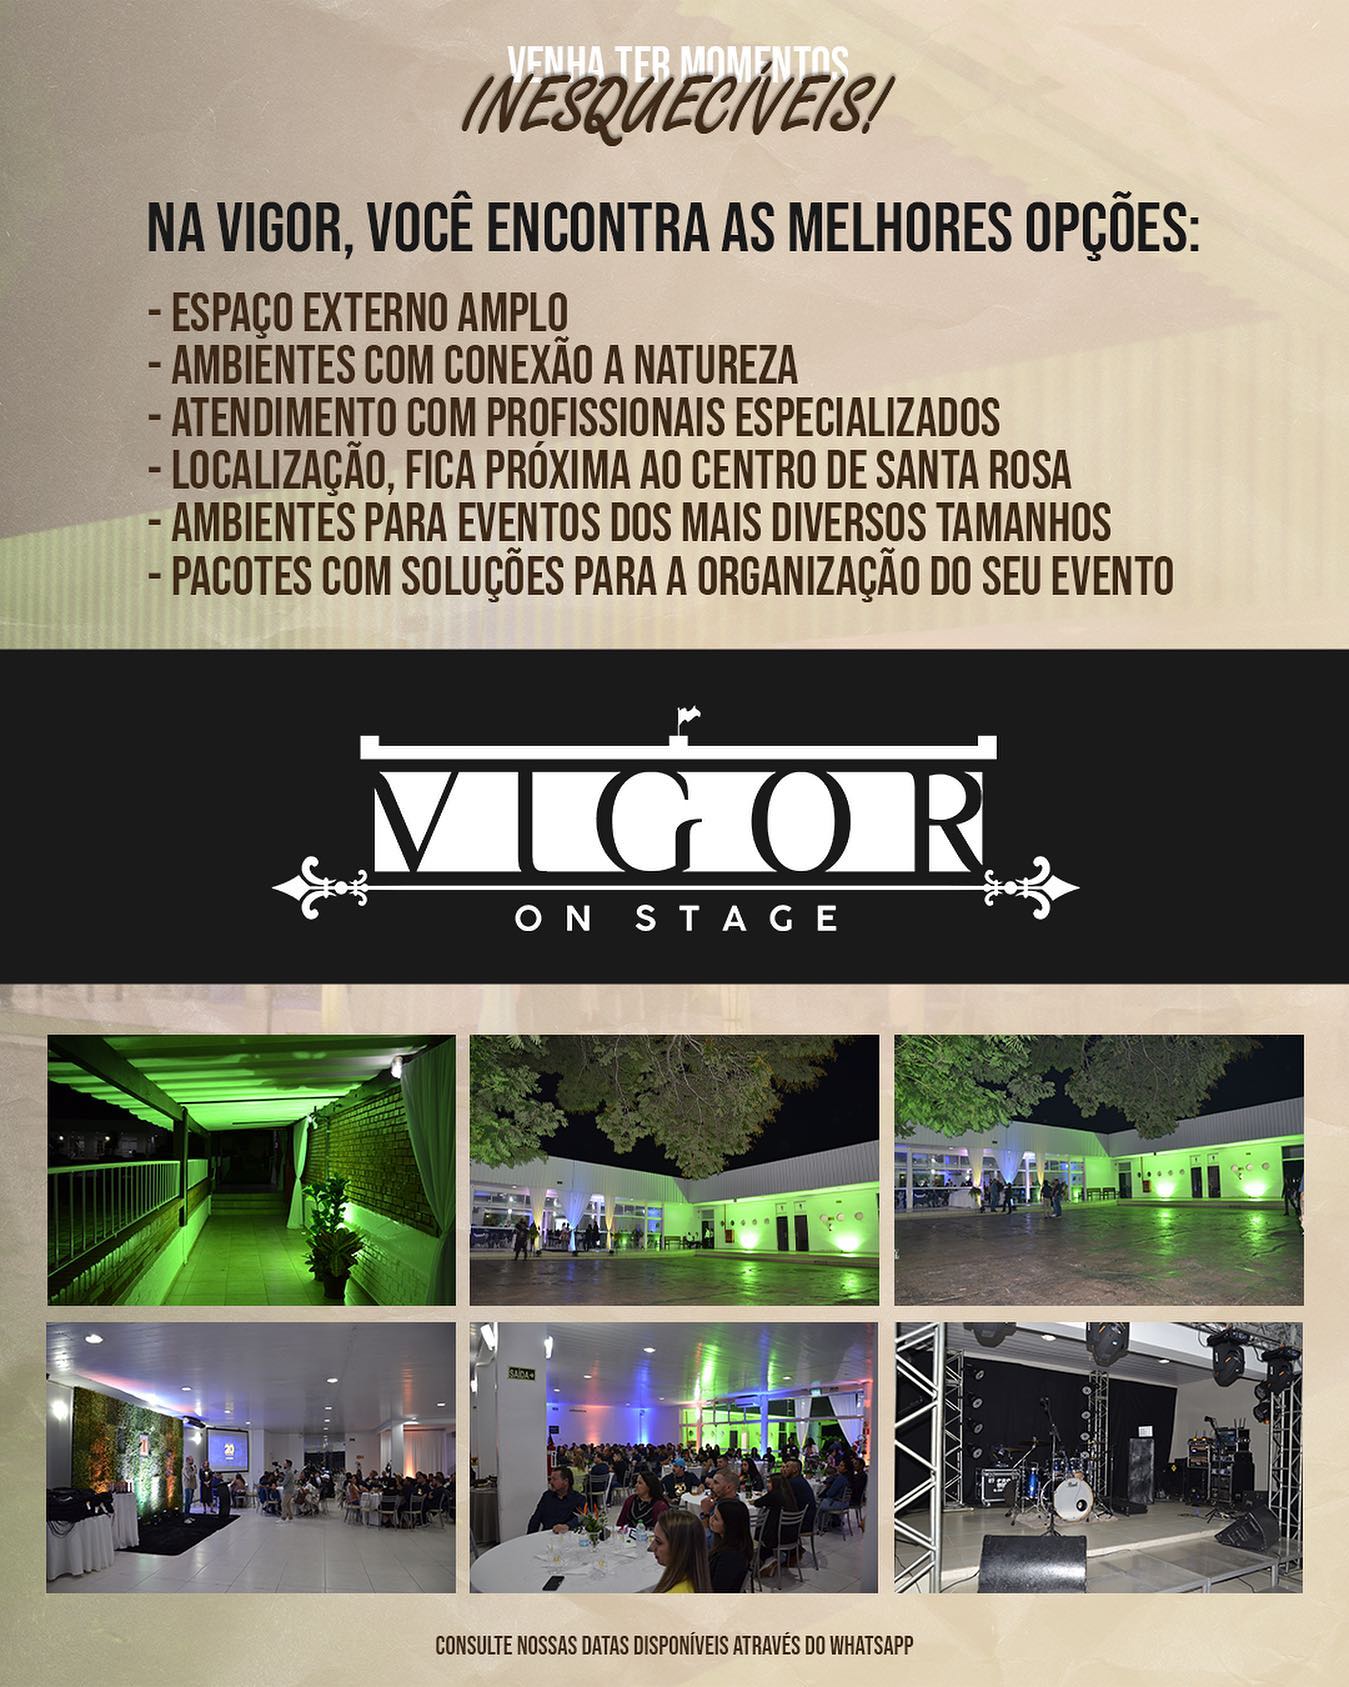 VENHA TER MOMENTOS
INESQUECÍVEIS!
NA VIGOR, VOCÊ ENCONTRA AS MELHORES OPÇÕES:
- ESPAÇO EXTERNO AMPLO
- AMBIENTES COM CONEXÃO A NATUREZA
- ATENDIMENTO COM PROFISSIONAIS ESPECIALIZADOS
- LOCALIZAÇÃO, FICA PRÓXIMA AO CENTRO DE SANTA ROSA
- AMBIENTES PARA EVENTOS DOS MAIS DIVERSOS TAMANHOS
- PACOTES COM SOLUÇÕES PARA A ORGANIZAÇÃO DO SEU EVENTO
VIGOR
ON STAGE
20
SAÍDA
CONSULTE NOSSAS DATAS DISPONÍVEIS ATRAVÉS DO WHATSAPP